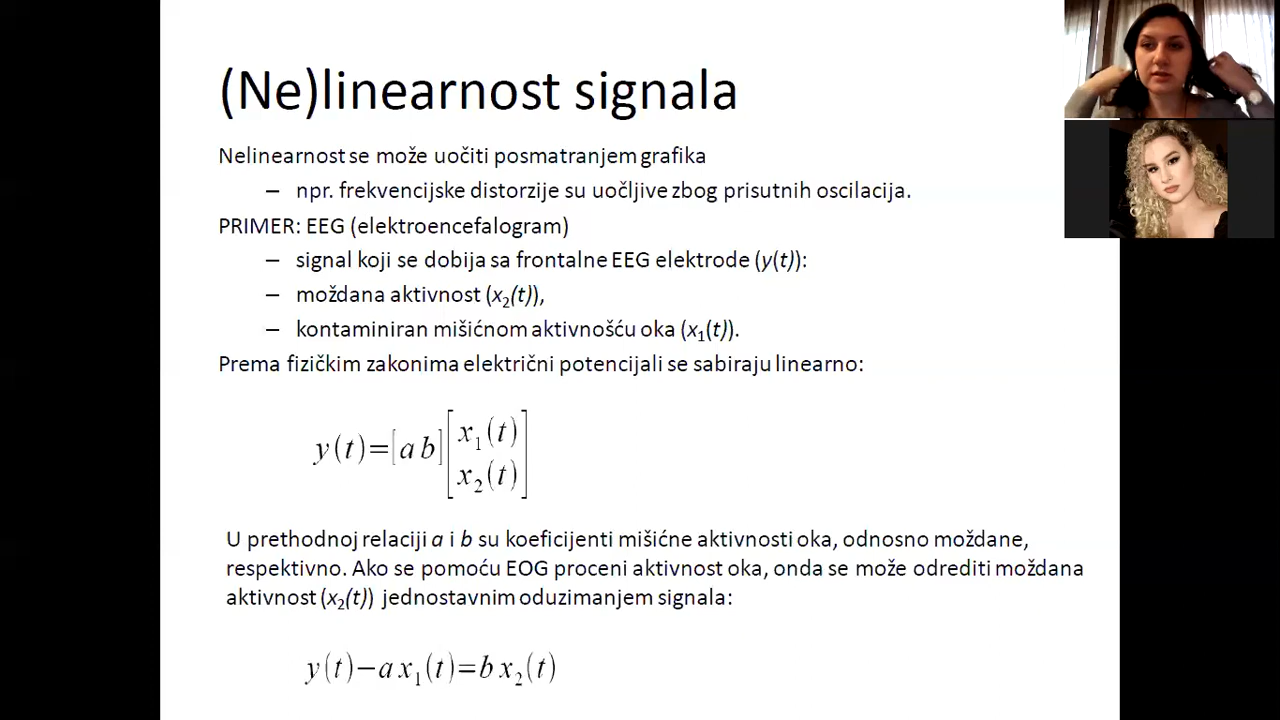 (Ne)linearnost signala
Nelinearnost se može uočiti posmatranjem grafika
– npr. frekvencijske distorzije su uočljive zbog prisutnih oscilacija.
PRIMER: EEG (elektroencefalogram)
– signal koji se dobija sa frontalne EEG elektrode (y(t):
– moždana aktivnost (x₂(t)),
– kontaminiran mišićnom aktivnošću oka (x₁(t)).
Prema fizičkim zakonima električni potencijali se sabiraju linearno:
y(t)=[a b][x₁(t)
x₂(t)]
U prethodnoj relaciji a i b su koeficijenti mišićne aktivnosti oka, odnosno moždane,
respektivno. Ako se pomoću EOG proceni aktivnost oka, onda se može odrediti moždana
aktivnost (x₂(t)) jednostavnim oduzimanjem signala:
y(t)−a x₁(t)=b x₂(t)